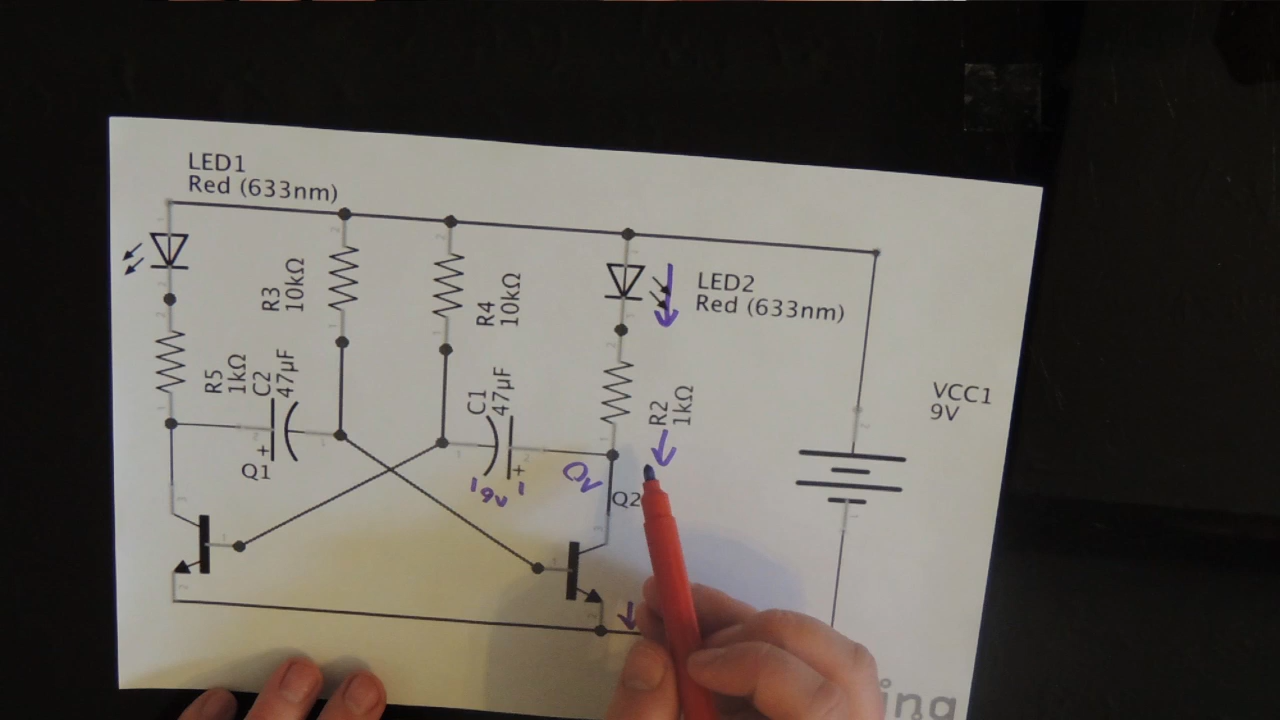 LED1
Red (633nm)
R3
10kΩ
R4
10kΩ
LED2
Red (633nm)
R5
1kΩ
C2
47µF
C1
47µF
R2
1kΩ
VCC1
9V
+
Q1
+
0v
9v
Q2
ing